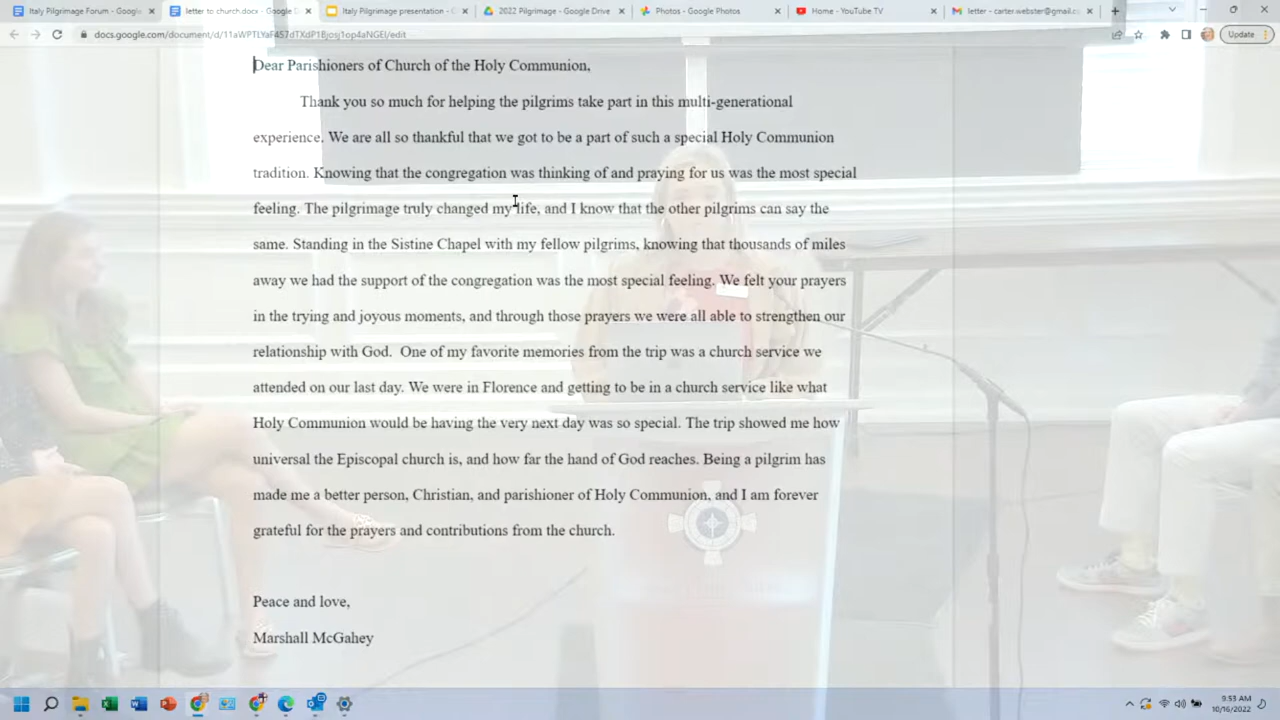 Italy Pilgrimage Forum - Google
letter to church.docx - Google D
Italy Pilgrimage presentation - G
2022 Pilgrimage - Google Drive
Photos - Google Photos
Home - YouTube TV
letter - carter.webster@gmail.c
Update
Dear Parishioners of Church of the Holy Communion,
Thank you so much for helping the pilgrims take part in this multi-generational
experience. We are all so thankful that we got to be a part of such a special Holy Communion
tradition. Knowing that the congregation was thinking of and praying for us was the most special
feeling. The pilgrimage truly changed my life, and I know that the other pilgrims can say the
same. Standing in the Sistine Chapel with my fellow pilgrims, knowing that thousands of miles
away we had the support of the congregation was the most special feeling. We felt your prayers
in the trying and joyous moments, and through those prayers we were all able to strengthen our
relationship with God.  One of my favorite memories from the trip was a church service we
attended on our last day. We were in Florence and getting to be in a church service like what
Holy Communion would be having the very next day was so special. The trip showed me how
universal the Episcopal church is, and how far the hand of God reaches. Being a pilgrim has
made me a better person, Christian, and parishioner of Holy Communion, and I am forever
grateful for the prayers and contributions from the church.
Peace and love,
Marshall McGahey
9:53 AM
10/16/2022